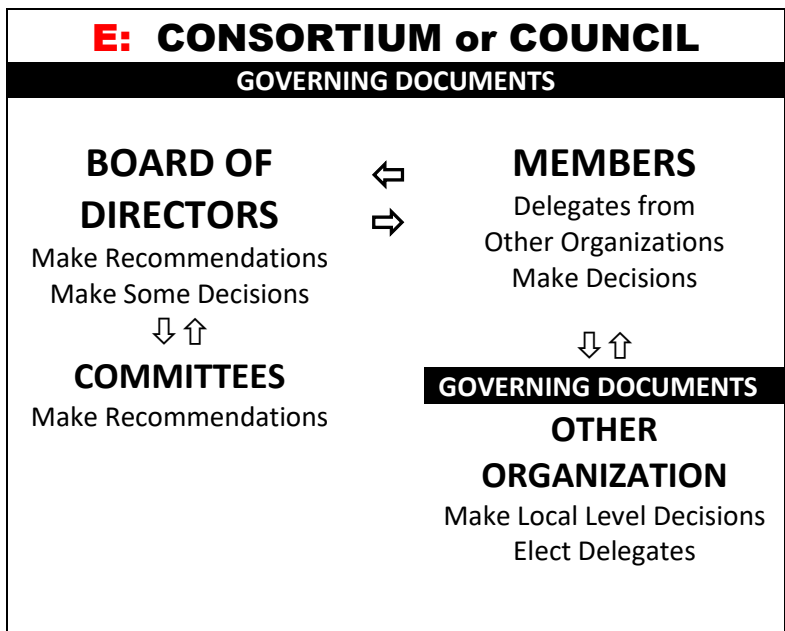 E: CONSORTIUM or COUNCIL
GOVERNING DOCUMENTS
BOARD OF
DIRECTORS
Make Recommendations
Make Some Decisions
COMMITTEES
Make Recommendations
MEMBERS
Delegates from
Other Organizations
Make Decisions
GOVERNING DOCUMENTS
OTHER
ORGANIZATION
Make Local Level Decisions
Elect Delegates